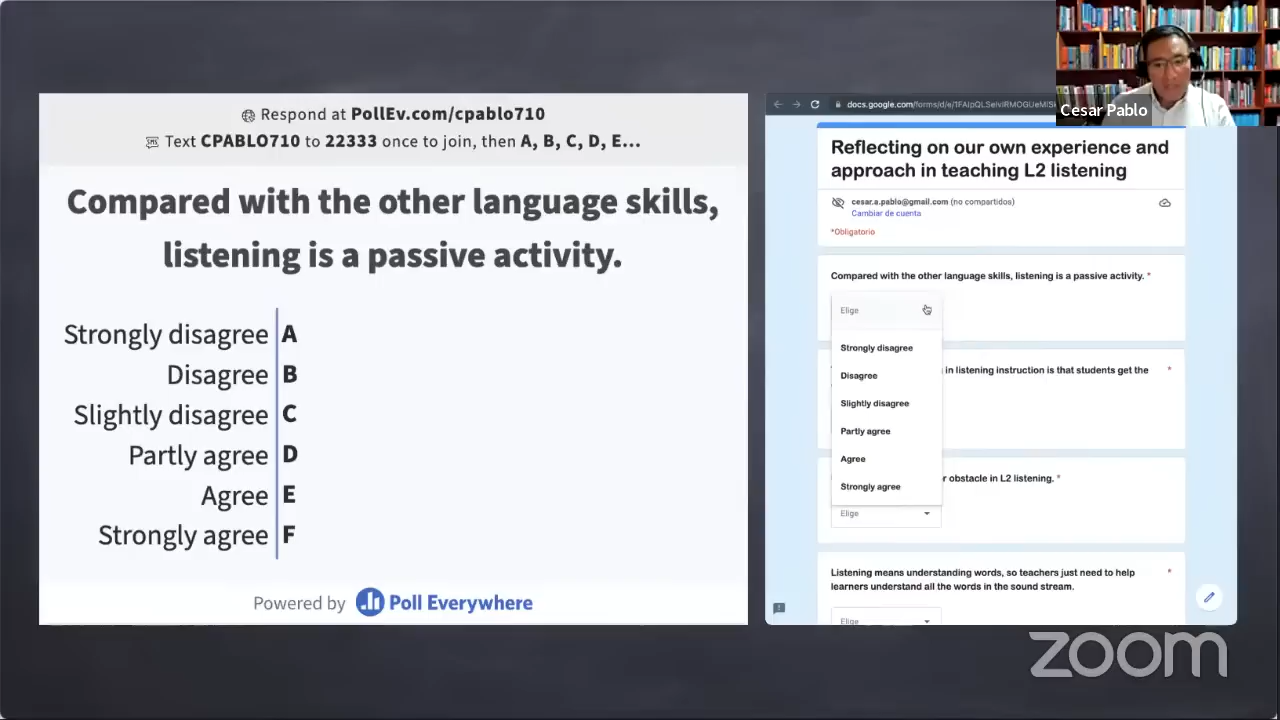 Respond at PollEv.com/cpablo710
Text CPABLO710 to 22333 once to join, then A, B, C, D, E...
Compared with the other language skills,
listening is a passive activity.
Strongly disagree A
Disagree B
Slightly disagree C
Partly agree D
Agree E
Strongly agree F
Powered by Poll Everywhere
docs.google.com/forms/d/e/
Reflecting on our own experience and
approach in teaching L2 listening
cesar.a.pablo@gmail.com (no compartidos)
Cambiar de cuenta
*Obligatorio
Compared with the other language skills, listening is a passive activity. *
Elige
Strongly disagree
Disagree
Slightly disagree
Partly agree
Agree
Strongly agree
in listening instruction is that students get the *
obstacle in L2 listening. *
Elige
Listening means understanding words, so teachers just need to help *
learners understand all the words in the sound stream.
Elige
Cesar Pablo
zoom